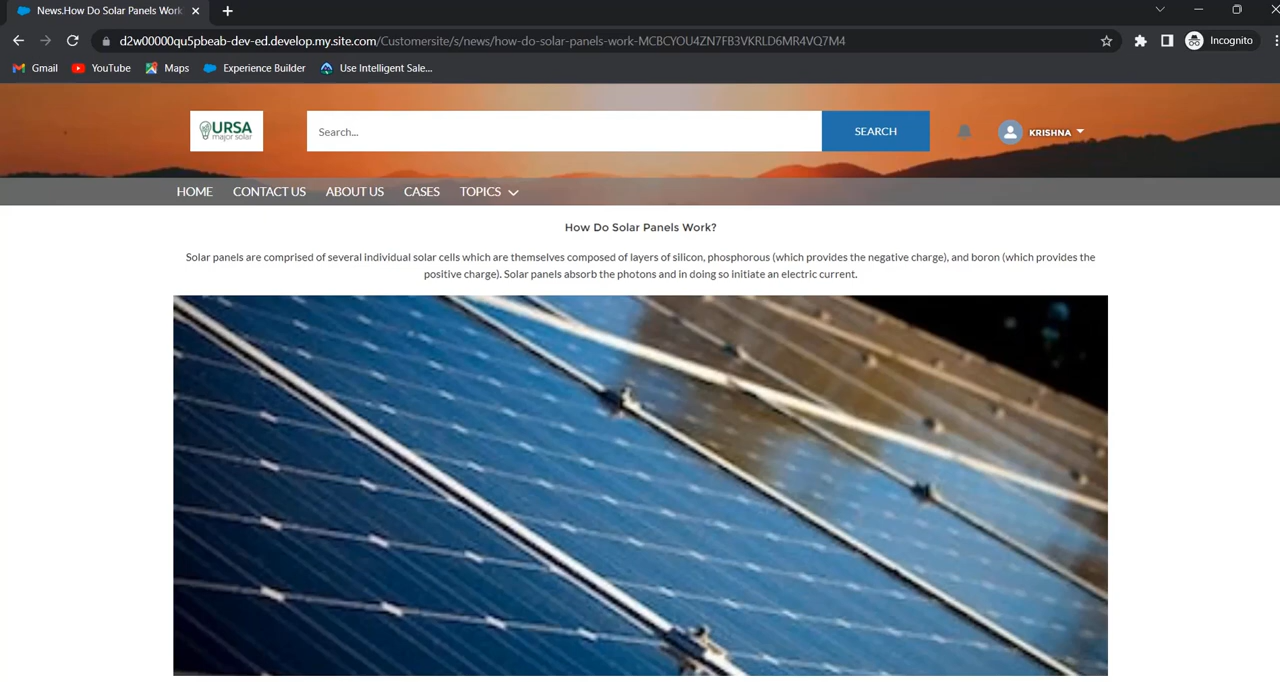 News.How Do Solar Panels Work
d2w00000qu5pbeab-dev-ed.develop.my.site.com/Customersite/s/news/how-do-solar-panels-work-MCBCYOU4ZN7FB3VKRLD6MR4VQ7M4
Incognito
Gmail YouTube Maps Experience Builder Use Intelligent Sale...
URSA
major solar
Search...
SEARCH
KRISHNA
HOME CONTACT US ABOUT US CASES TOPICS
How Do Solar Panels Work?
Solar panels are comprised of several individual solar cells which are themselves composed of layers of silicon, phosphorous (which provides the negative charge), and boron (which provides the
positive charge). Solar panels absorb the photons and in doing so initiate an electric current.